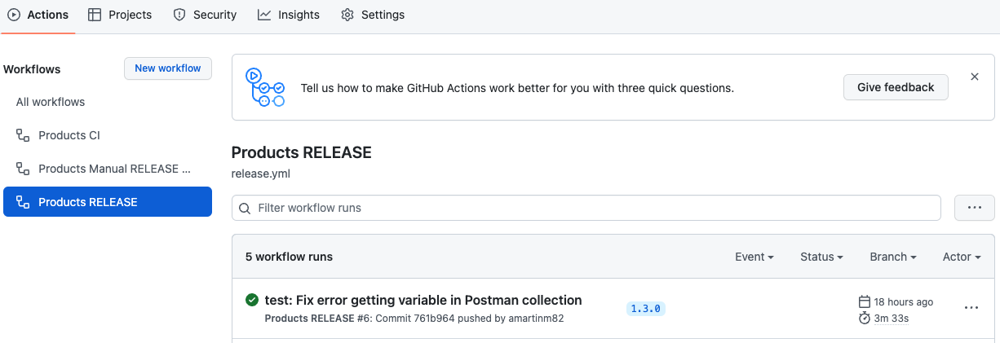 Actions Projects Security Insights Settings
Workflows New workflow
All workflows
Products CI
Products Manual RELEASE ...
Products RELEASE
Tell us how to make GitHub Actions work better for you with three quick questions. Give feedback
Products RELEASE
release.yml
Filter workflow runs
5 workflow runs Event Status Branch Actor
test: Fix error getting variable in Postman collection
Products RELEASE #6: Commit 761b964 pushed by amartinm82
1.3.0
18 hours ago
3m 33s